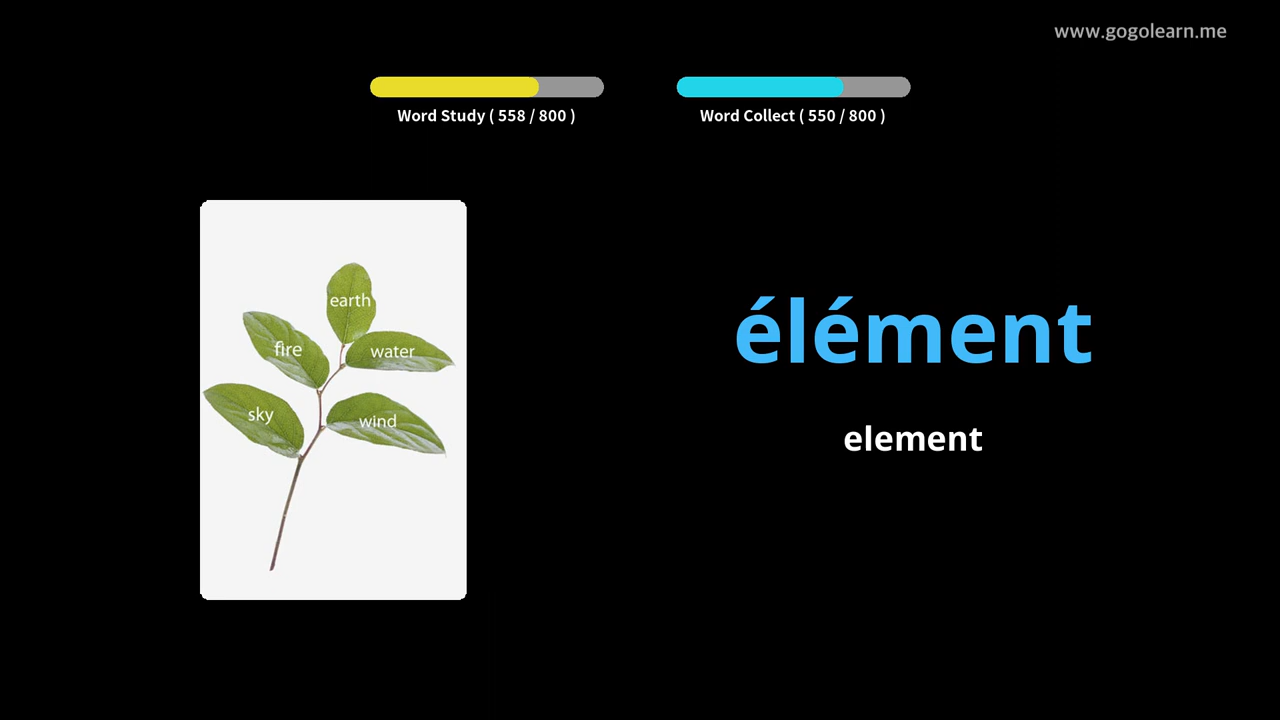 www.gogolearn.me
Word Study ( 558 / 800 )
Word Collect ( 550 / 800 )
earth
fire
water
sky
wind
élément
element